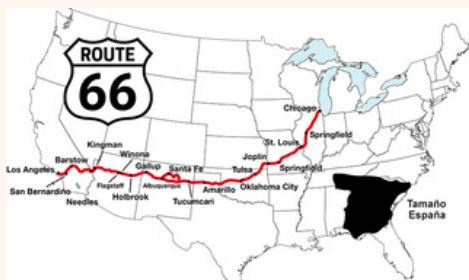 ROUTE
66
Chicago
Springfield
St. Louis
Joplin
Springfield
Tulsa
Oklahoma City
Kingman
Winona
Gallup
Santa Fe
Barstow
Los Angeles
San Bernardino
Needles
Flagstaff
Holbrook
Albuquerque
Tucumcari
Amarillo
Tamaño
España